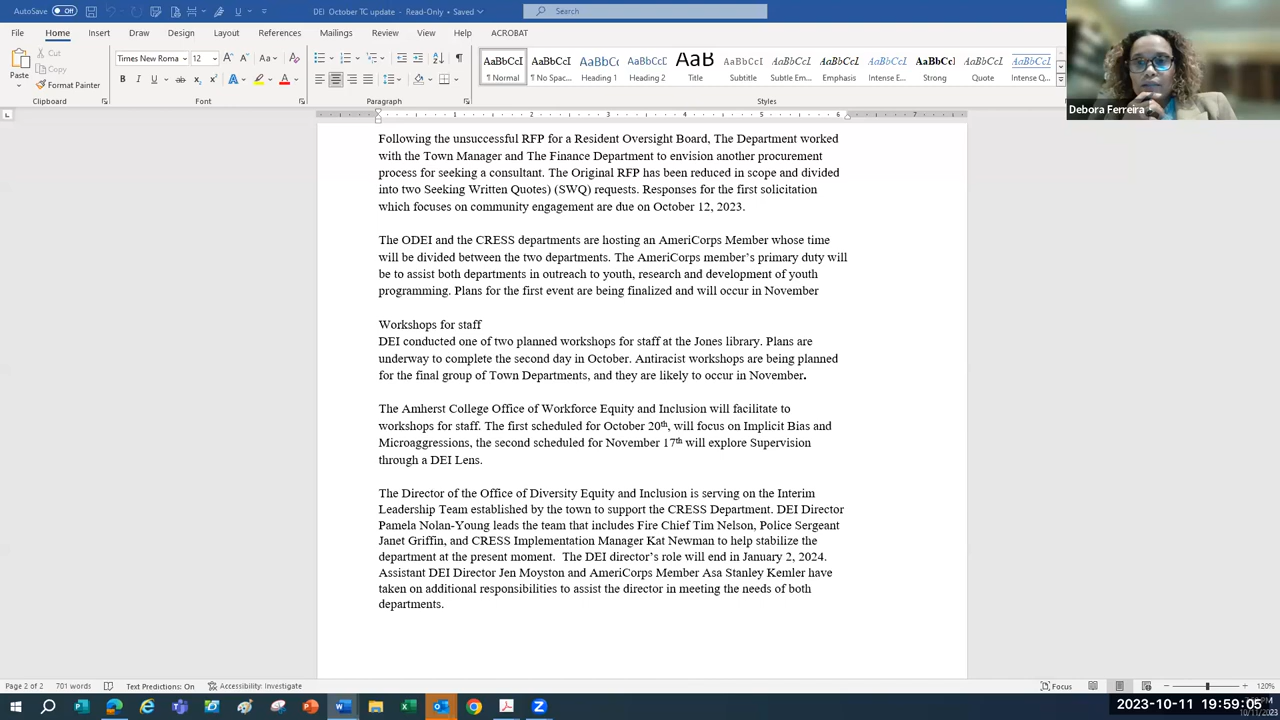 AutoSave Off DEI October TC update - Read-Only • Saved Search
File Home Insert Draw Design Layout References Mailings Review View Help ACROBAT
Paste Cut Copy Format Painter
Times New Roma 12
AaBbCcI AaBbCcI AaBbC AaBbCcI AaB AaBbCcI AaBbCcI AaBbCcI AaBbCcI AaBbCcI AaBbCcI AaBbCcI
¶ Normal ¶ No Spac... Heading 1 Heading 2 Title Subtitle Subtle Em... Emphasis Intense E... Strong Quote Intense Q...
Clipboard Font Paragraph Styles
Debora Ferreira
Following the unsuccessful RFP for a Resident Oversight Board, The Department worked
with the Town Manager and The Finance Department to envision another procurement
process for seeking a consultant. The Original RFP has been reduced in scope and divided
into two Seeking Written Quotes) (SWQ) requests. Responses for the first solicitation
which focuses on community engagement are due on October 12, 2023.
The ODEI and the CRESS departments are hosting an AmeriCorps Member whose time
will be divided between the two departments. The AmeriCorps member's primary duty will
be to assist both departments in outreach to youth, research and development of youth
programming. Plans for the first event are being finalized and will occur in November
Workshops for staff
DEI conducted one of two planned workshops for staff at the Jones library. Plans are
underway to complete the second day in October. Antiracist workshops are being planned
for the final group of Town Departments, and they are likely to occur in November.
The Amherst College Office of Workforce Equity and Inclusion will facilitate to
workshops for staff. The first scheduled for October 20th, will focus on Implicit Bias and
Microaggressions, the second scheduled for November 17th will explore Supervision
through a DEI Lens.
The Director of the Office of Diversity Equity and Inclusion is serving on the Interim
Leadership Team established by the town to support the CRESS Department. DEI Director
Pamela Nolan-Young leads the team that includes Fire Chief Tim Nelson, Police Sergeant
Janet Griffin, and CRESS Implementation Manager Kat Newman to help stabilize the
department at the present moment. The DEI director's role will end in January 2, 2024.
Assistant DEI Director Jen Moyston and AmeriCorps Member Asa Stanley Kemler have
taken on additional responsibilities to assist the director in meeting the needs of both
departments.
Page 2 of 2 701 words Text Predictions: On Accessibility: Investigate Focus 120%
2023-10-11 19:59:05